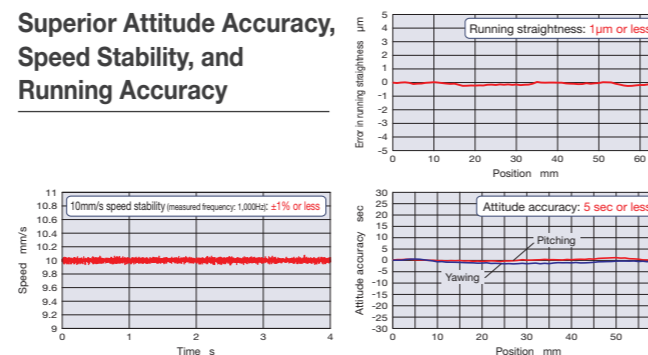 Superior Attitude Accuracy,
Speed Stability, and
Running Accuracy
Error in running straightness μm
5
4
3
2
1
0
-1
-2
-3
-4
-5
Running straightness: 1μm or less
0 10 20 30 40 50 60
Position mm
Speed mm/s
11
10.8
10.6
10.4
10.2
10
9.8
9.6
9.4
9.2
9
10mm/s speed stability (measured frequency: 1,000Hz): ±1% or less
0 1 2 3 4
Time s
Attitude accuracy sec
30
25
20
15
10
5
0
-5
-10
-15
-20
-25
-30
Attitude accuracy: 5 sec or less
Pitching
Yawing
0 10 20 30 40 50
Position mm